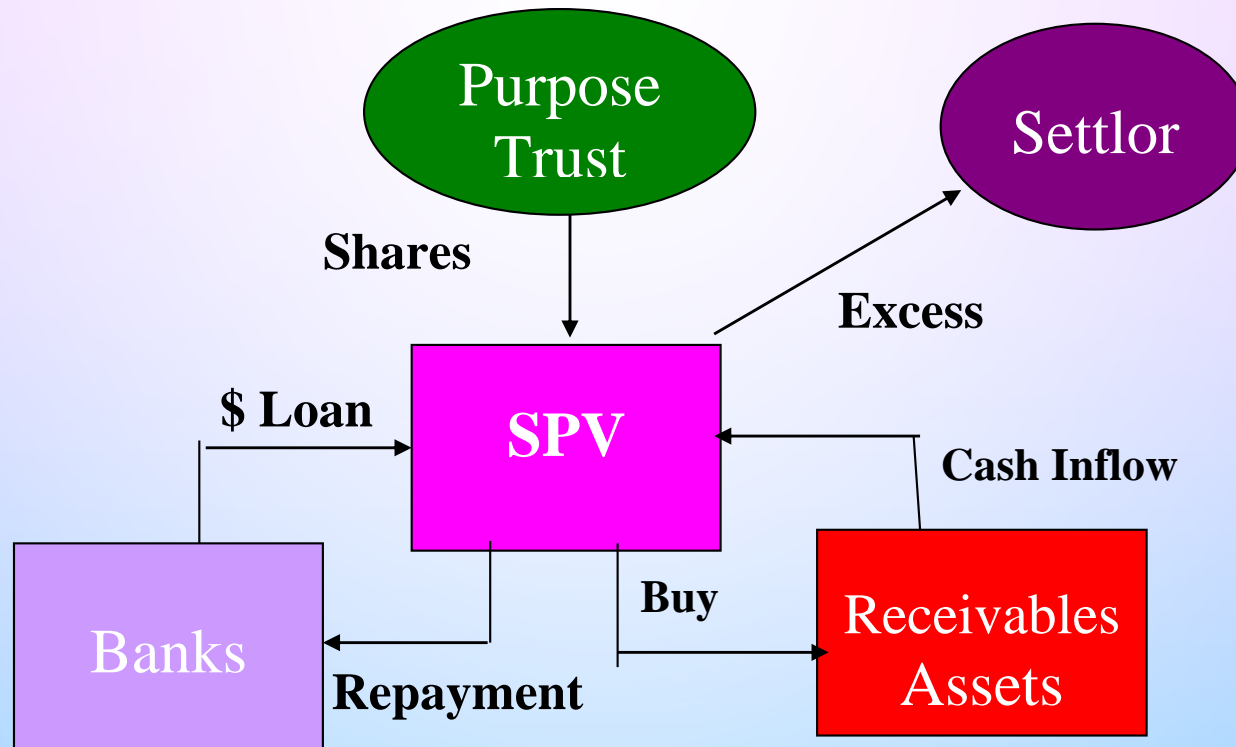 Purpose
Trust
Settlor
Shares
Excess
$ Loan
SPV
Cash Inflow
Buy
Receivables
Assets
Banks
Repayment